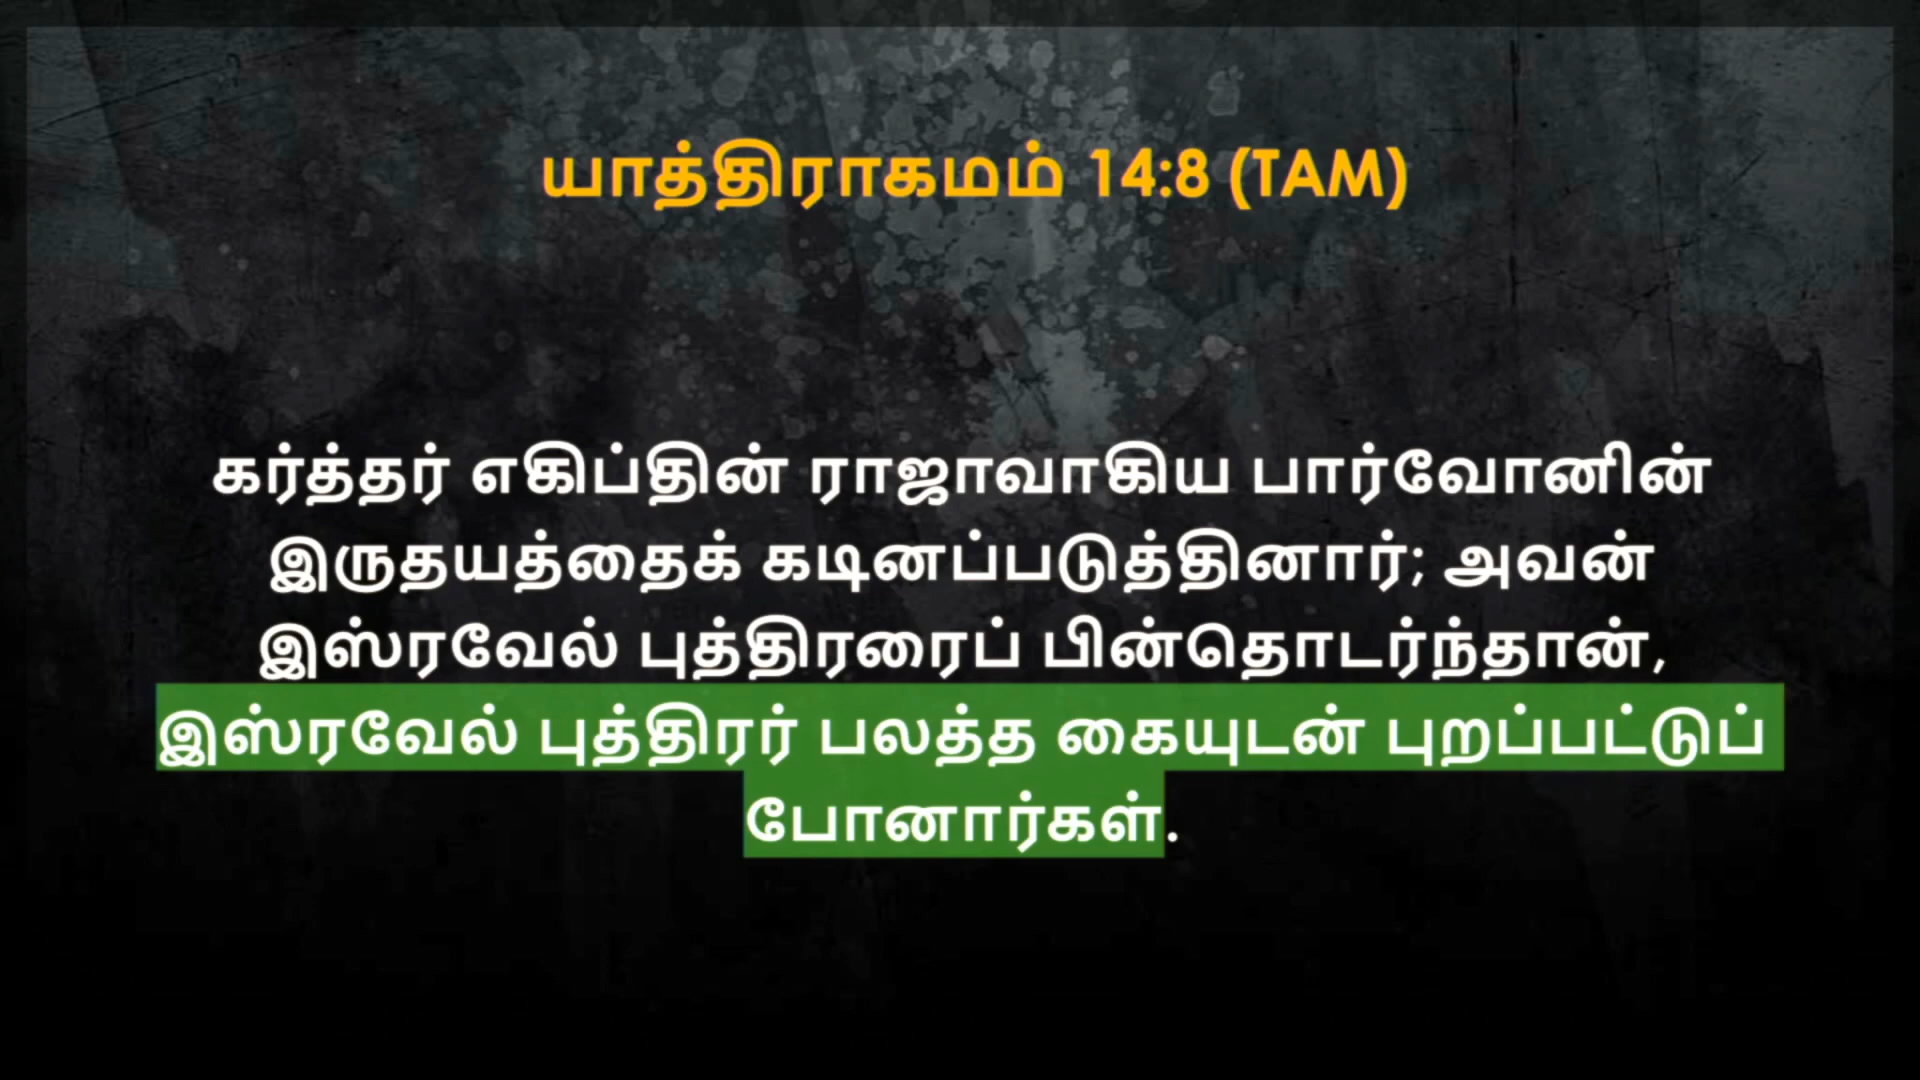 யாத்திராகமம் 14:8 (TAM)
கர்த்தர் எகிப்தின் ராஜாவாகிய பார்வோனின்
இருதயத்தைக் கடினப்படுத்தினார்; அவன்
இஸ்ரவேல் புத்திரரைப் பின்தொடர்ந்தான்,
இஸ்ரவேல் புத்திரர் பலத்த கையுடன் புறப்பட்டுப்
போனார்கள்.